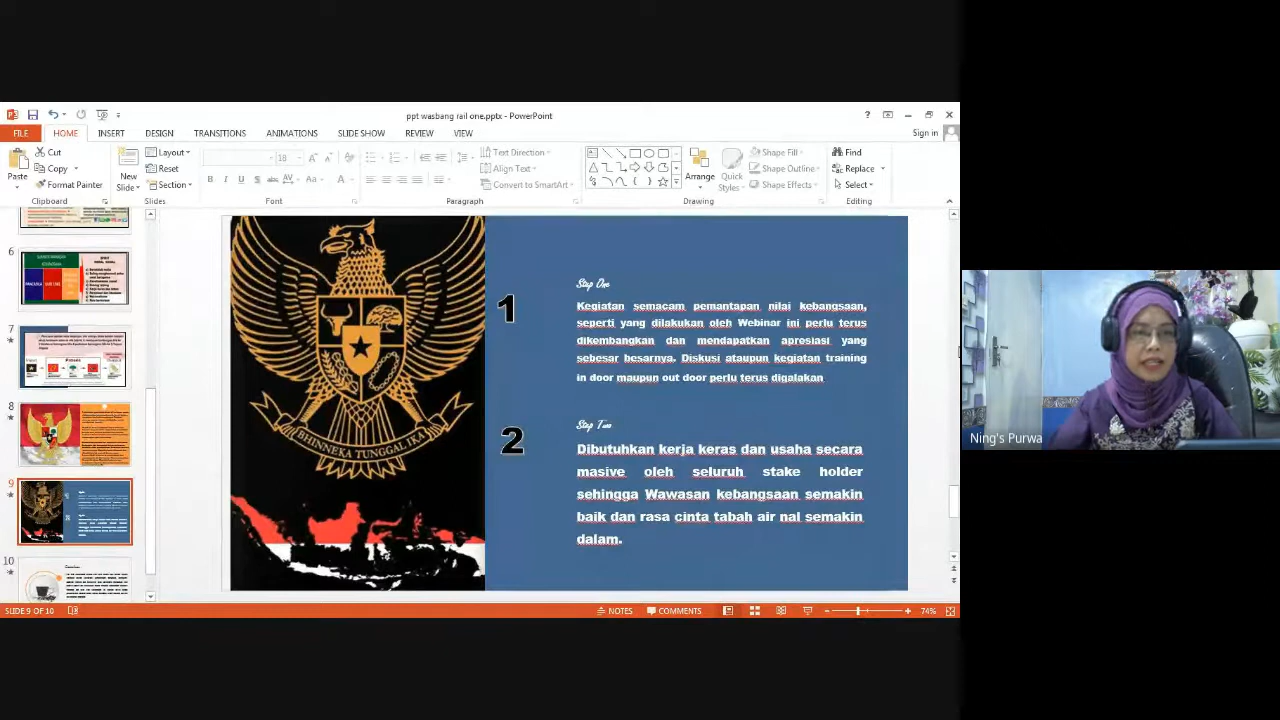 ppt wasbang rail one.pptx - PowerPoint
Sign in
FILE HOME INSERT DESIGN TRANSITIONS ANIMATIONS SLIDE SHOW REVIEW VIEW
Paste
Cut
Copy
Format Painter
Clipboard
New Slide
Layout
Reset
Section
Slides
18
Font
Text Direction
Align Text
Convert to SmartArt
Paragraph
Arrange
Quick Styles
Shape Fill
Shape Outline
Shape Effects
Drawing
Find
Replace
Select
Editing
6
7
8
9
10
BHINNEKA TUNGGAL IKA
1
Step One
Kegiatan semacam pemantapan nilai kebangsaan,
seperti yang dilakukan oleh Webinar ini perlu terus
dikembangkan dan mendapatkan apresiasi yang
sebesar besarnya. Diskusi ataupun kegiatan training
in door maupun out door perlu terus digalakan
2
Step Two
Dibutuhkan kerja keras dan usaha secara
masive oleh seluruh stake holder
sehingga Wawasan kebangsaan semakin
baik dan rasa cinta tabah air nal semakin
dalam.
Ning's Purwa
SLIDE 9 OF 10
NOTES
COMMENTS
74%